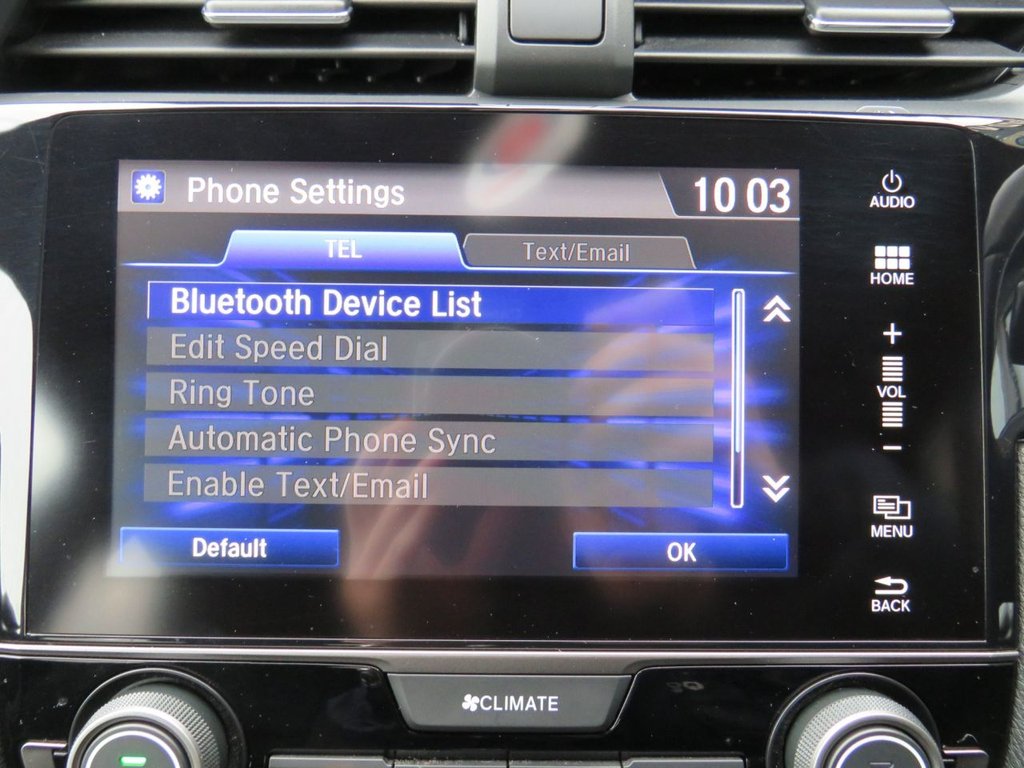 Phone Settings 10 03
AUDIO
TEL Text/Email
HOME
Bluetooth Device List
Edit Speed Dial
+
VOL
-
Ring Tone
Automatic Phone Sync
Enable Text/Email
MENU
Default OK
BACK
CLIMATE